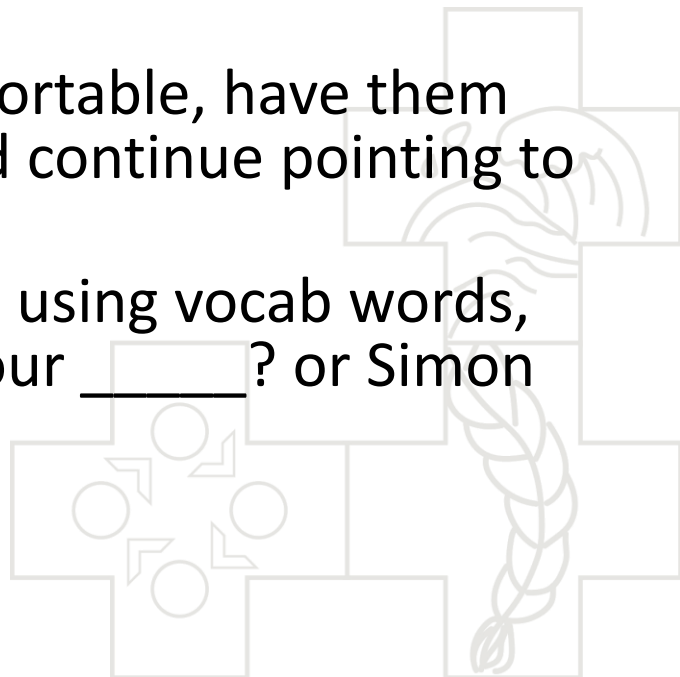 ortable, have them
d continue pointing to
using vocab words,
our _____? or Simon